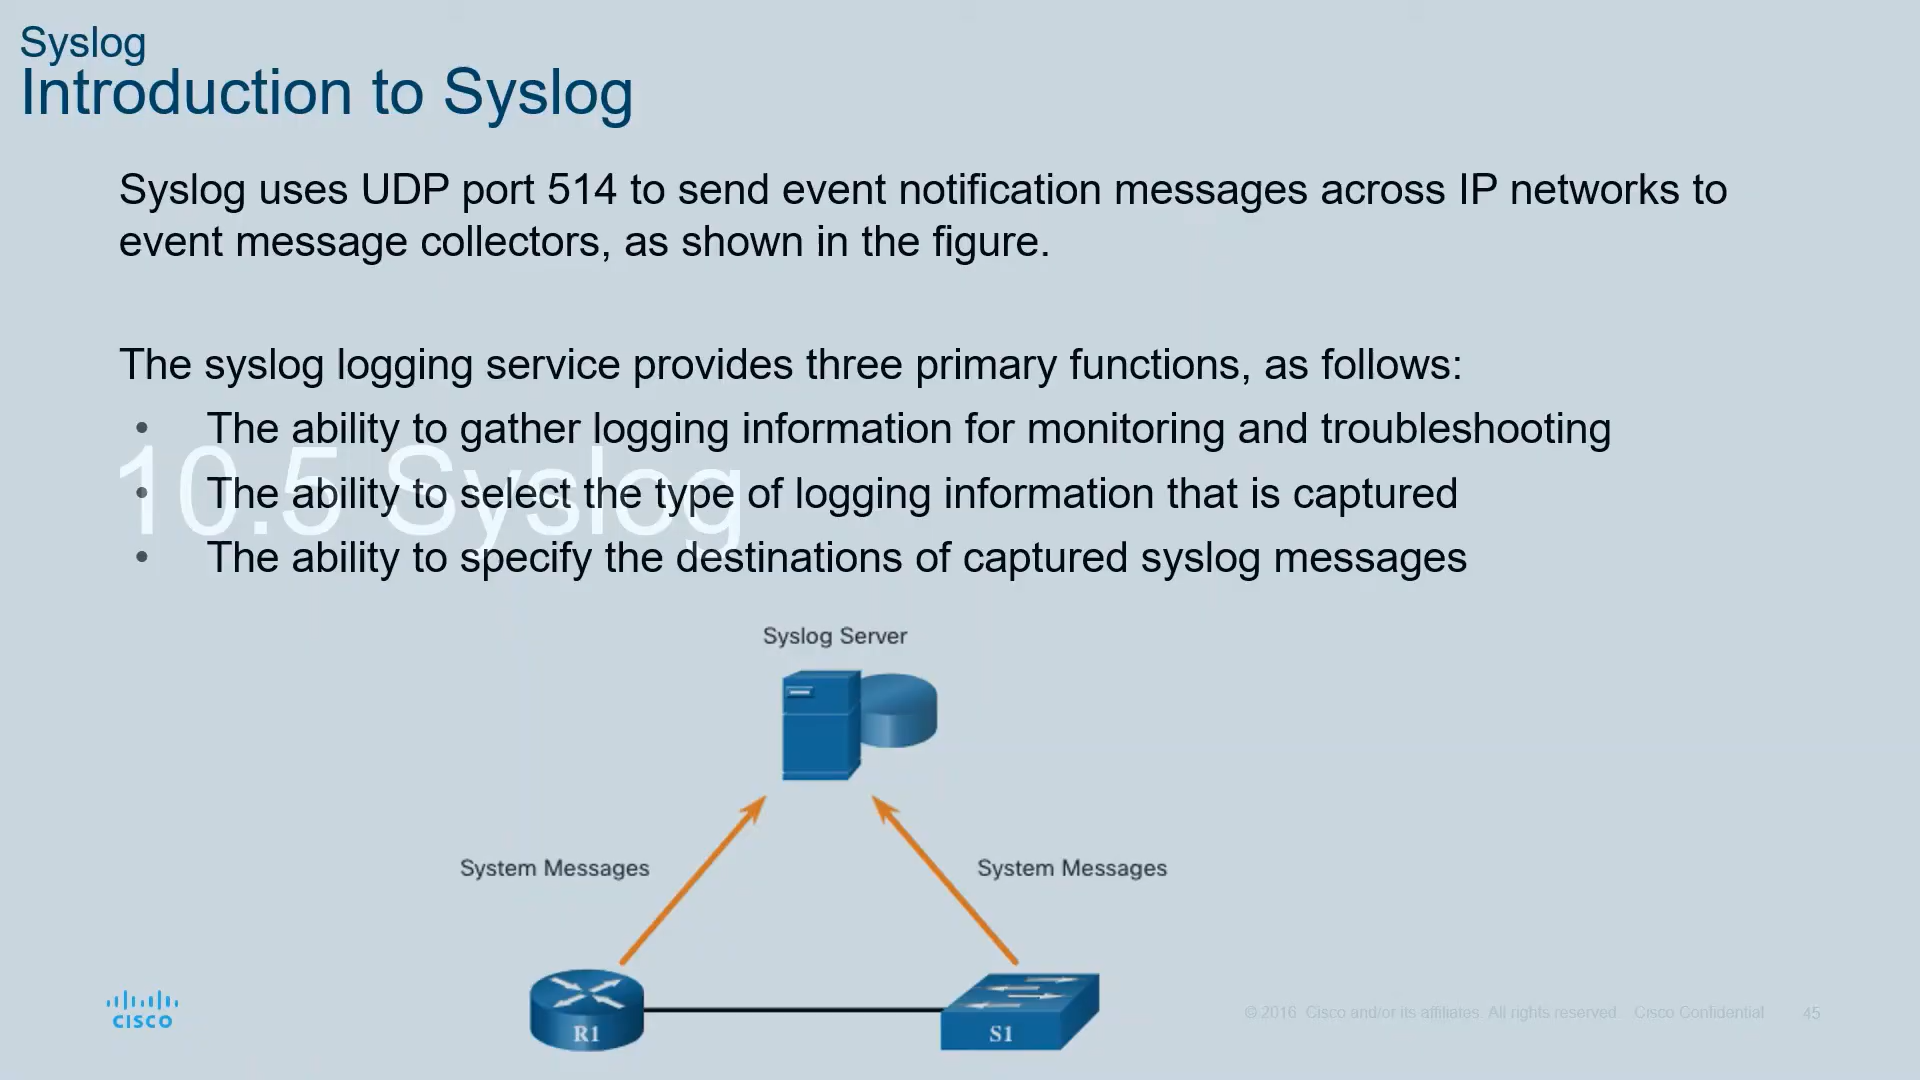 Syslog
Introduction to Syslog
Syslog uses UDP port 514 to send event notification messages across IP networks to
event message collectors, as shown in the figure.
The syslog logging service provides three primary functions, as follows:
• The ability to gather logging information for monitoring and troubleshooting
10.5 Syslog
• The ability to select the type of logging information that is captured
• The ability to specify the destinations of captured syslog messages
Syslog Server
System Messages
System Messages
R1
S1
CISCO
© 2016 Cisco and/or its affiliates. All rights reserved. Cisco Confidential
45